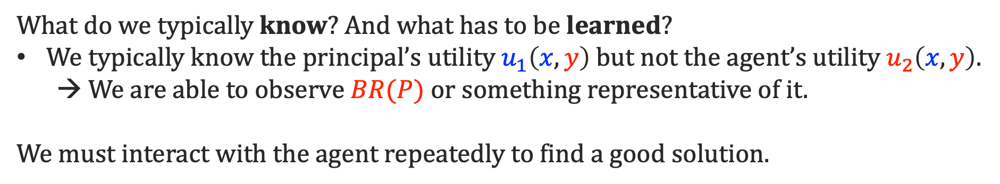 What do we typically know? And what has to be learned?
• We typically know the principal's utility u₁(x, y) but not the agent's utility u₂(x, y).
→ We are able to observe BR(P) or something representative of it.
We must interact with the agent repeatedly to find a good solution.